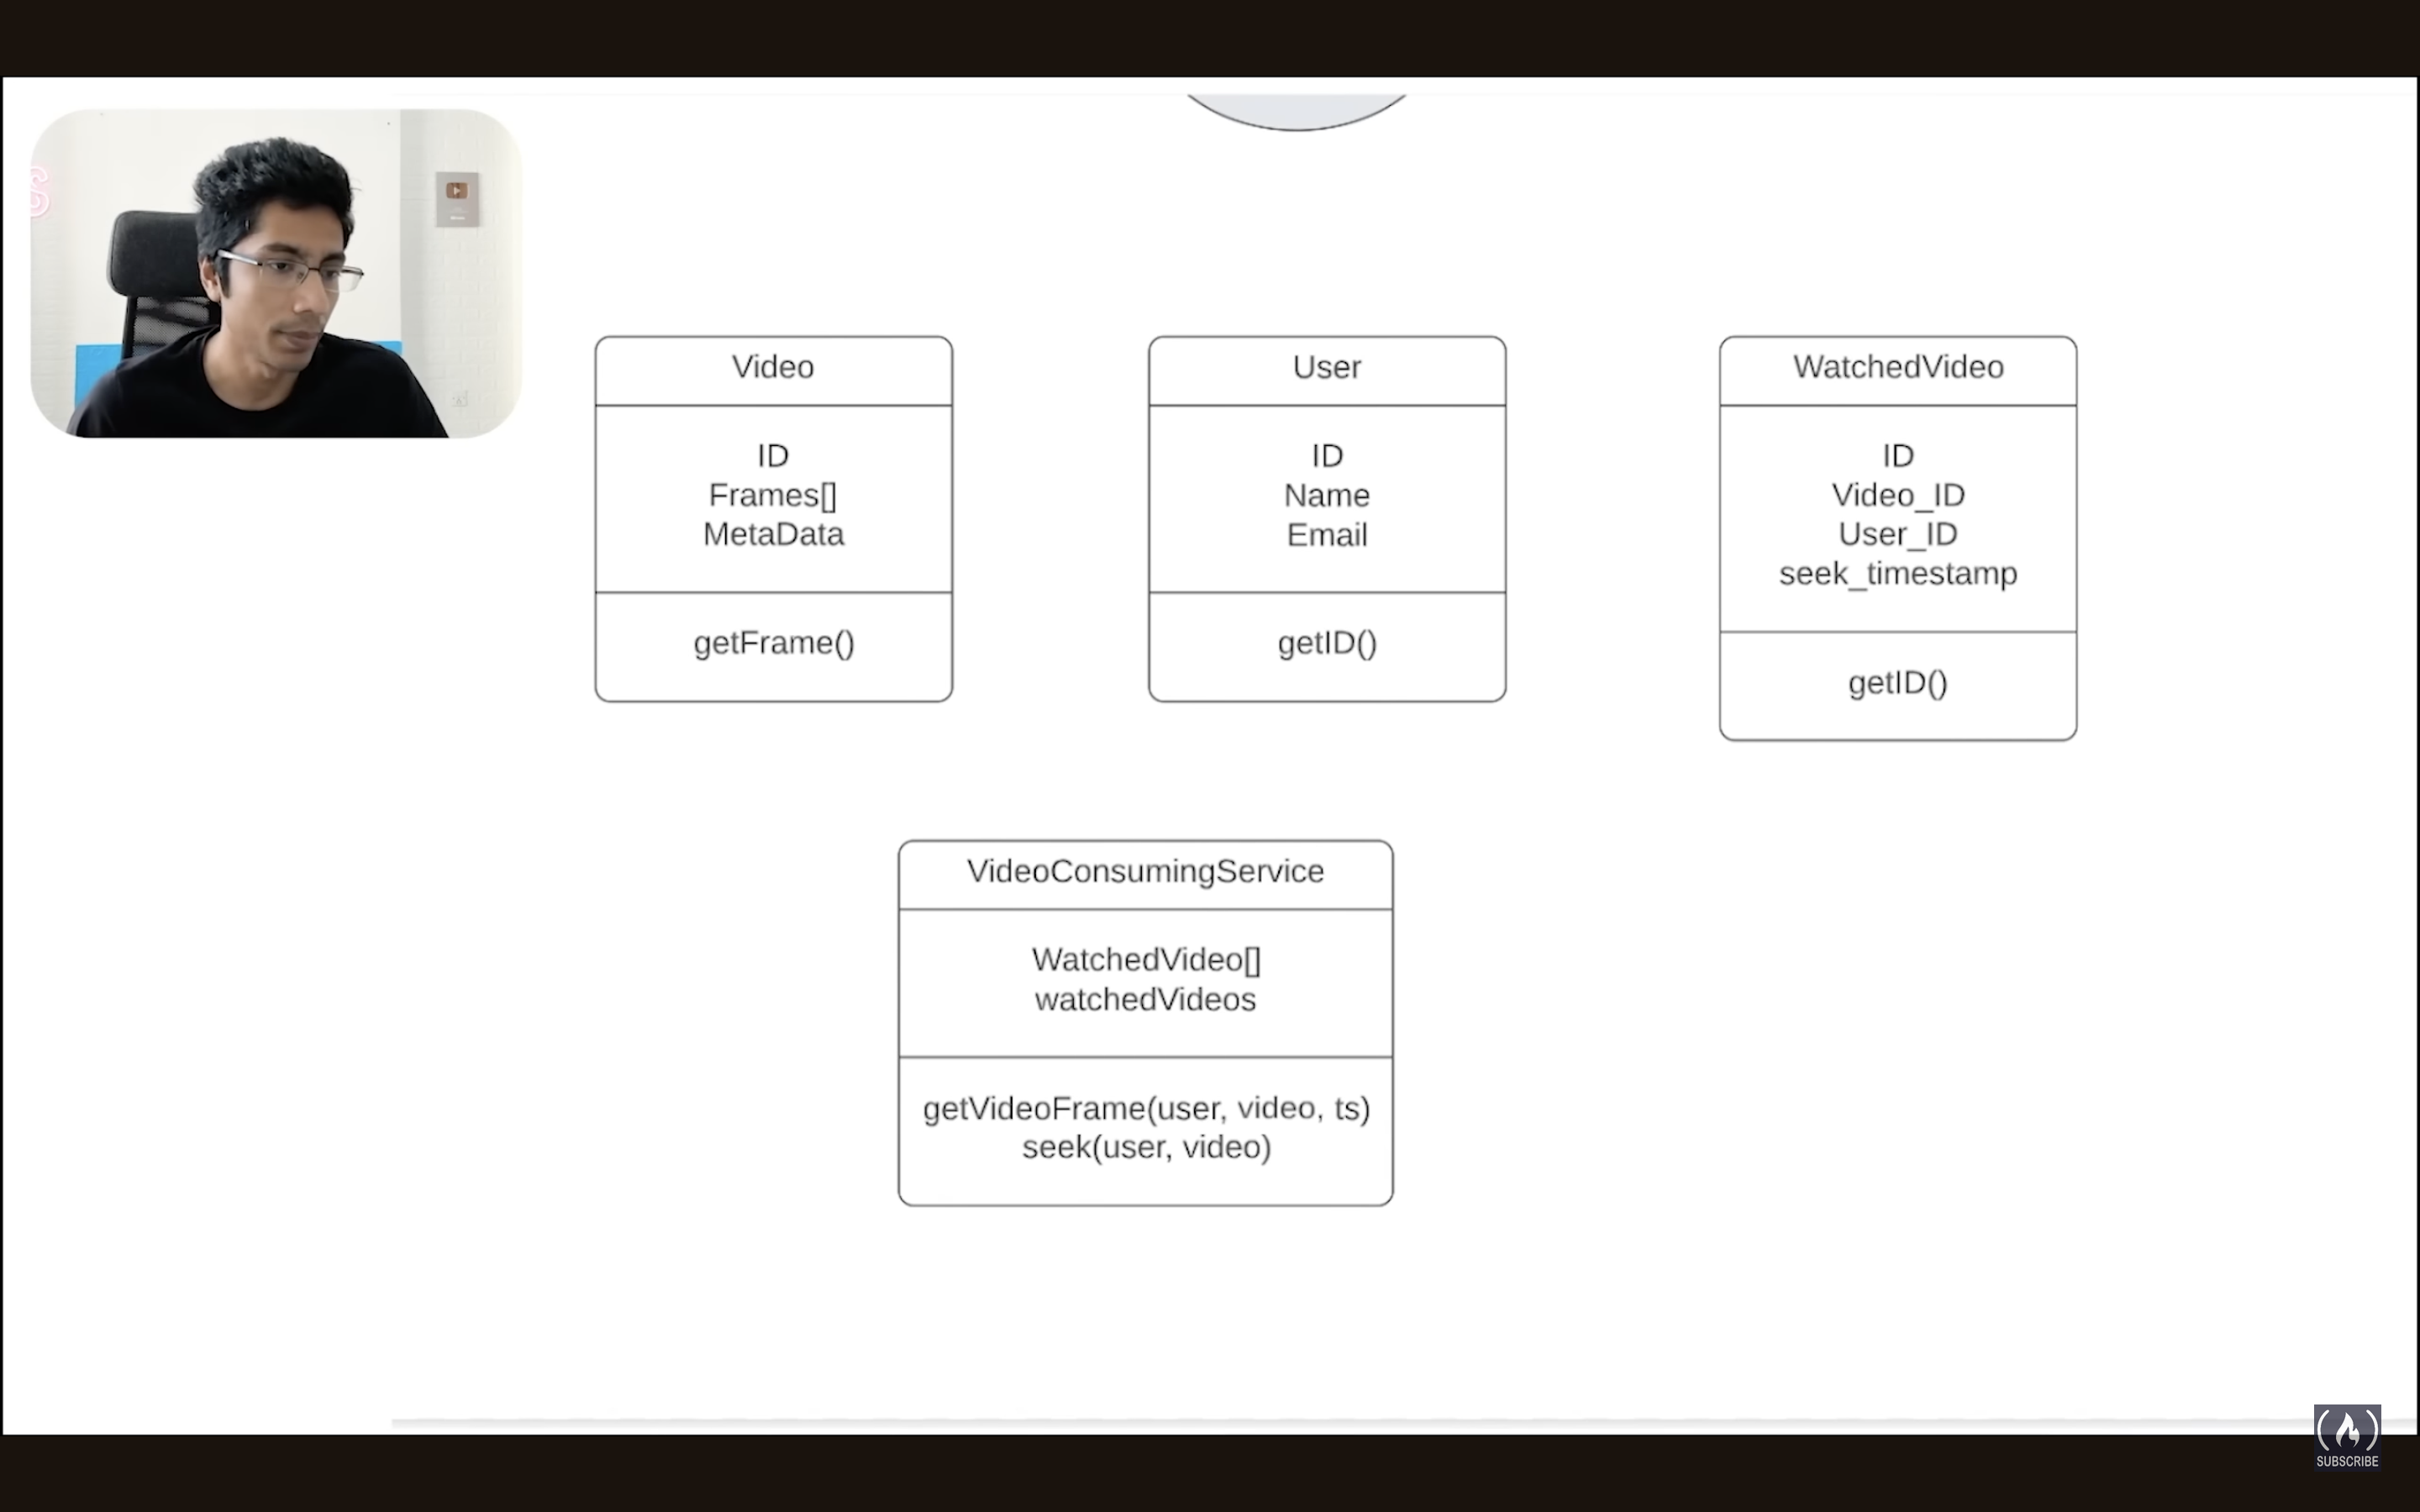 Video
ID
Frames[]
MetaData
getFrame()
User
ID
Name
Email
getID()
WatchedVideo
ID
Video_ID
User_ID
seek_timestamp
getID()
VideoConsumingService
WatchedVideo[]
watchedVideos
getVideoFrame(user, video, ts)
seek(user, video)
SUBSCRIBE